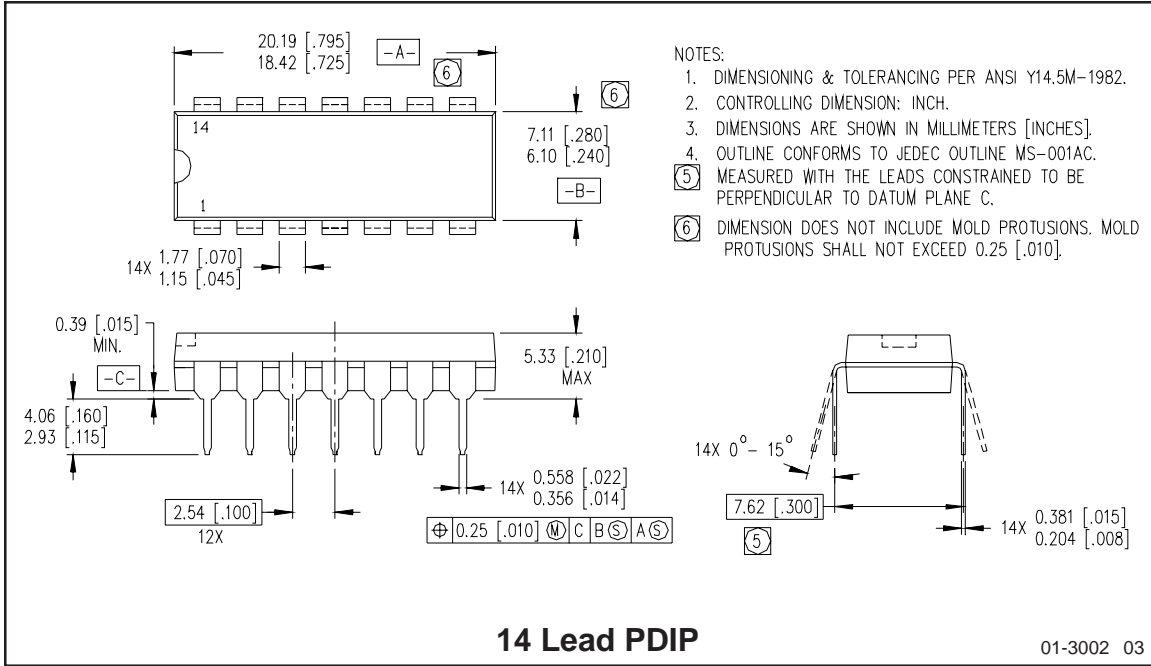 20.19 [.795]
18.42 [.725]
-A-
6
6
14
1
7.11 [.280]
6.10 [.240]
-B-
14X 1.77 [.070]
1.15 [.045]
NOTES:
1. DIMENSIONING & TOLERANCING PER ANSI Y14.5M-1982.
2. CONTROLLING DIMENSION: INCH.
3. DIMENSIONS ARE SHOWN IN MILLIMETERS [INCHES].
4. OUTLINE CONFORMS TO JEDEC OUTLINE MS-001AC.
5 MEASURED WITH THE LEADS CONSTRAINED TO BE
PERPENDICULAR TO DATUM PLANE C.
6 DIMENSION DOES NOT INCLUDE MOLD PROTUSIONS. MOLD
PROTUSIONS SHALL NOT EXCEED 0.25 [.010].
0.39 [.015]
MIN.
-C-
4.06 [.160]
2.93 [.115]
5.33 [.210]
MAX
2.54 [.100]
12X
14X 0.558 [.022]
0.356 [.014]
⌖ 0.25 [.010] Ⓜ C B Ⓢ A Ⓢ
14X 0°- 15°
7.62 [.300]
5
14X 0.381 [.015]
0.204 [.008]
14 Lead PDIP
01-3002 03